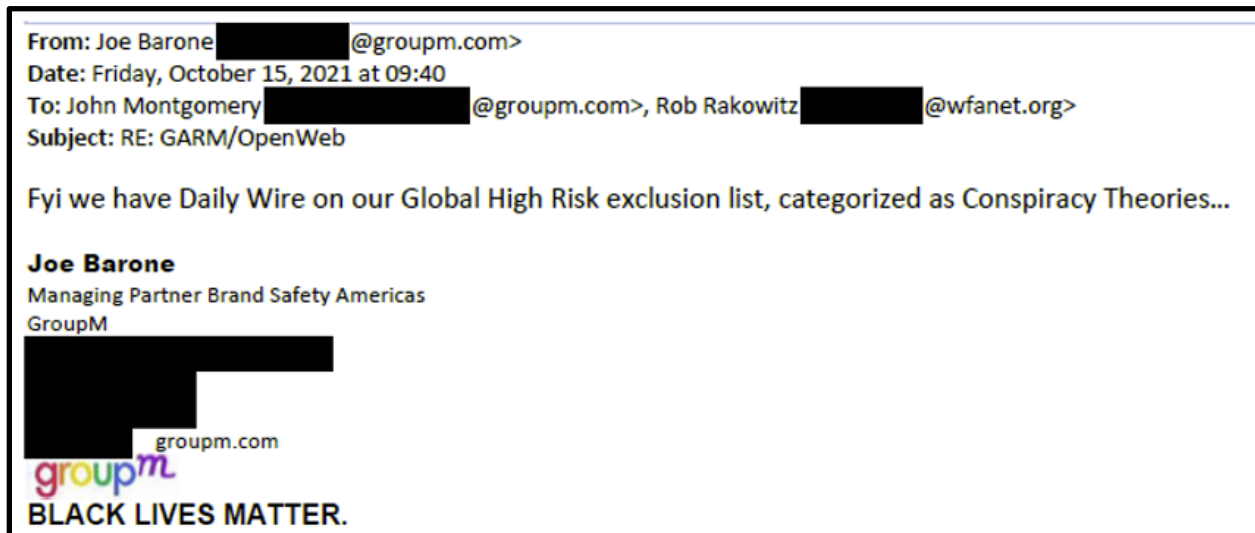 From: Joe Barone @groupm.com>
Date: Friday, October 15, 2021 at 09:40
To: John Montgomery @groupm.com>, Rob Rakowitz @wfanet.org>
Subject: RE: GARM/OpenWeb
Fyi we have Daily Wire on our Global High Risk exclusion list, categorized as Conspiracy Theories...
Joe Barone
Managing Partner Brand Safety Americas
GroupM
groupm.com
groupm
BLACK LIVES MATTER.